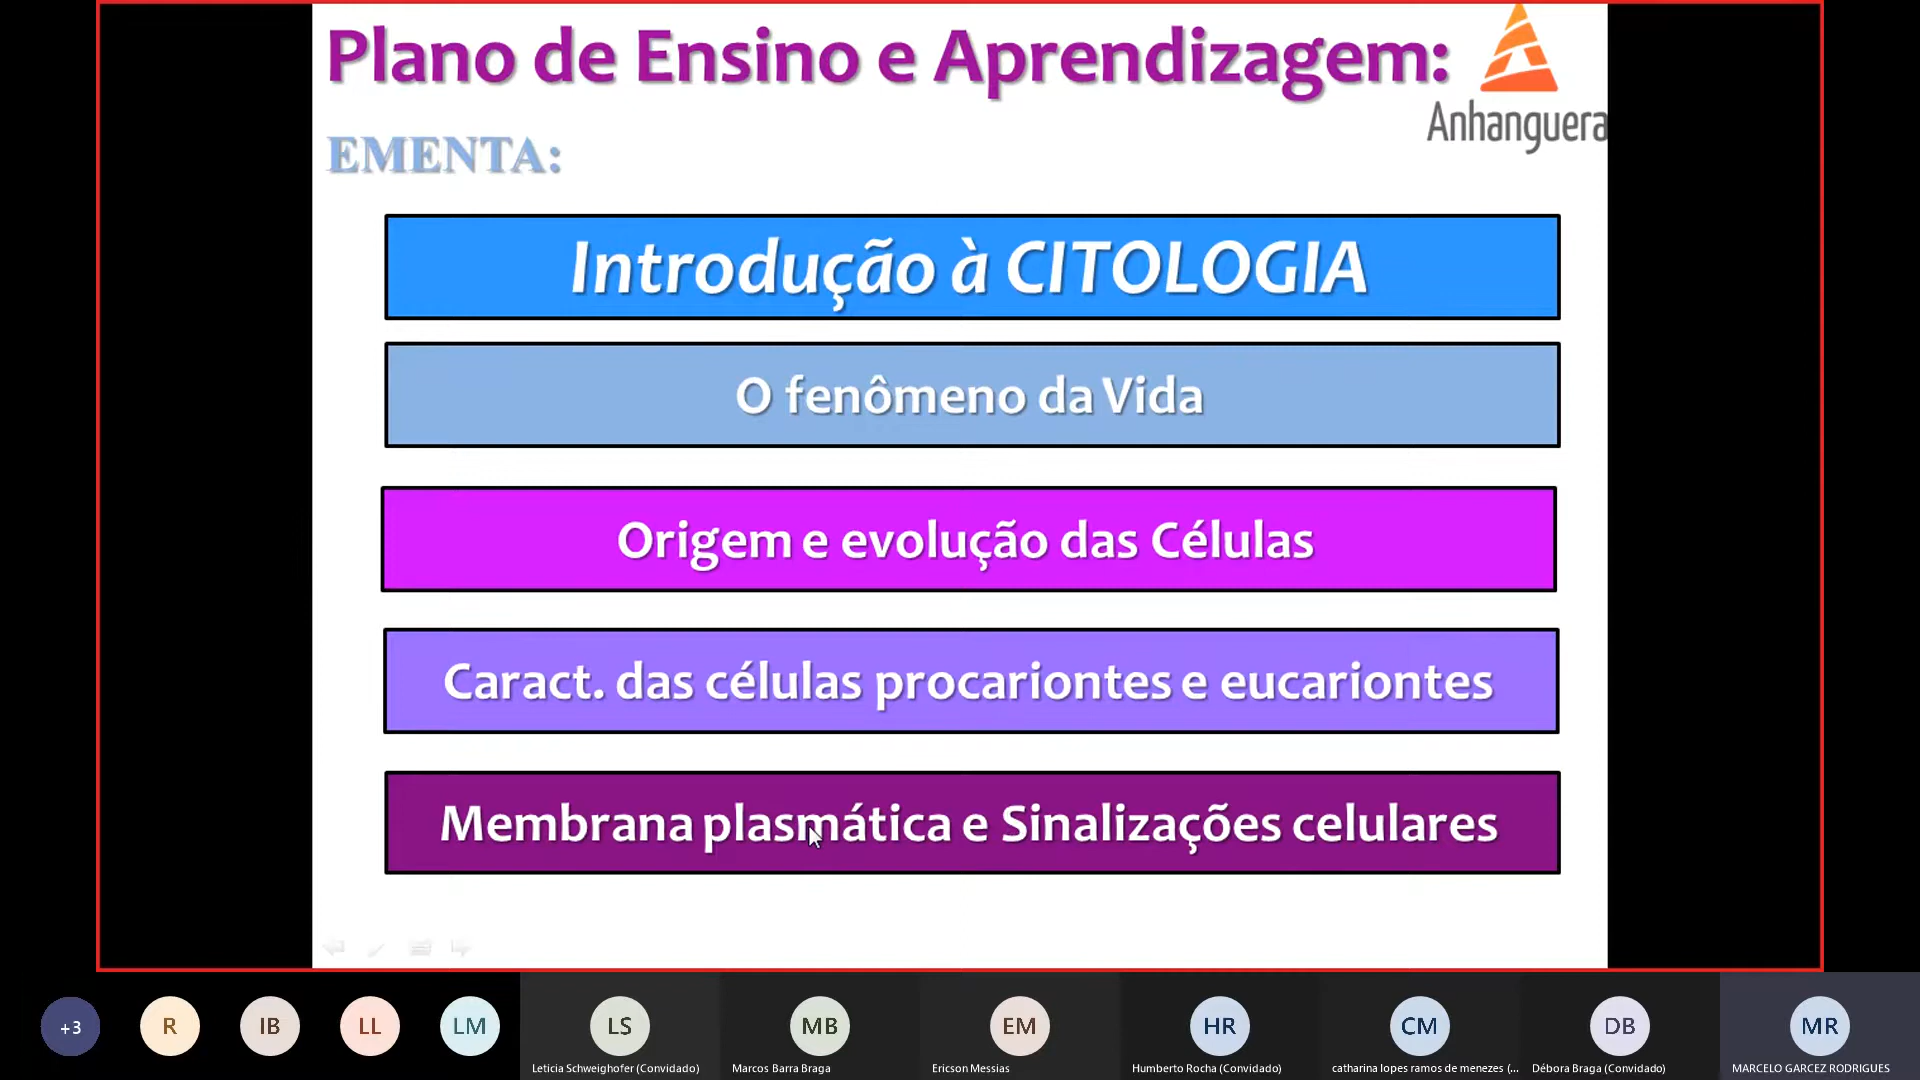 Plano de Ensino e Aprendizagem:
Anhanguera
EMENTA:
Introdução à CITOLOGIA
O fenômeno da Vida
Origem e evolução das Células
Caract. das células procariontes e eucariontes
Membrana plasmática e Sinalizações celulares
+3
R
IB
LL
LM
LS
MB
EM
HR
CM
DB
MR
Leticia Schweighofer (Convidado)
Marcos Barra Braga
Ericson Messias
Humberto Rocha (Convidado)
catharina lopes ramos de menezes (...
Débora Braga (Convidado)
MARCELO GARCEZ RODRIGUES